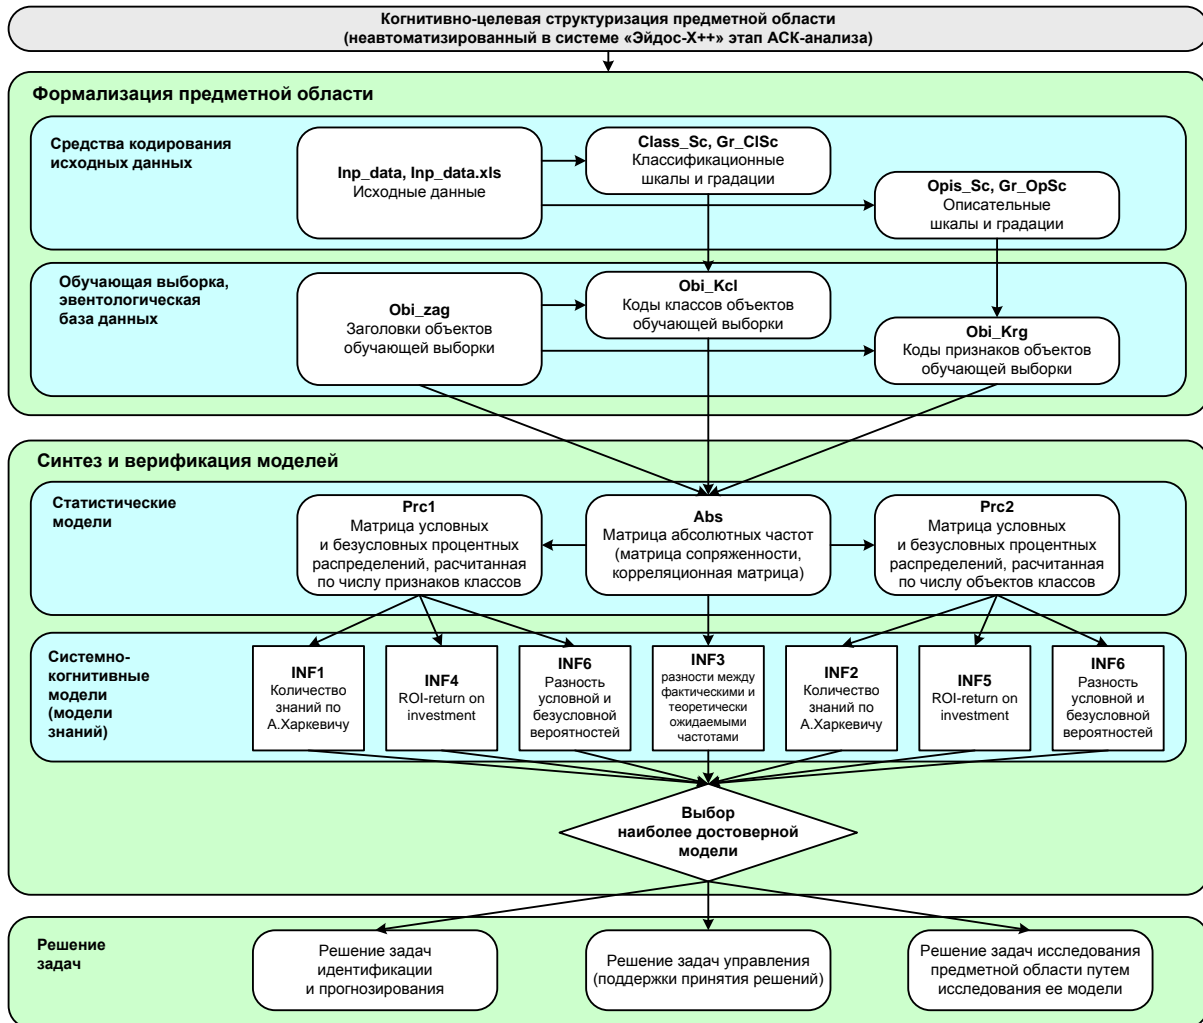 Когнитивно-целевая структуризация предметной области
(неавтоматизированный в системе «Эйдос-Х++» этап АСК-анализа)
Формализация предметной области
Средства кодирования
исходных данных
Inp_data, Inp_data.xls
Исходные данные
Class_Sc, Gr_ClSc
Классификационные
шкалы и градации
Opis_Sc, Gr_OpSc
Описательные
шкалы и градации
Обучающая выборка,
эвентологическая
база данных
Obi_zag
Заголовки объектов
обучающей выборки
Obi_Kcl
Коды классов объектов
обучающей выборки
Obi_Krg
Коды признаков объектов
обучающей выборки
Синтез и верификация моделей
Статистические
модели
Prc1
Матрица условных
и безусловных процентных
распределений, расчитанная
по числу признаков классов
Abs
Матрица абсолютных частот
(матрица сопряженности,
корреляционная матрица)
Prc2
Матрица условных
и безусловных процентных
распределений, расчитанная
по числу объектов классов
Системно-
когнитивные
модели
(модели
знаний)
INF1
Количество
знаний по
А.Харкевичу
INF4
ROI-return on
investment
INF6
Разность
условной и
безусловной
вероятностей
INF3
разности между
фактическими и
теоретически
ожидаемыми
частотами
INF2
Количество
знаний по
А.Харкевичу
INF5
ROI-return on
investment
INF6
Разность
условной и
безусловной
вероятностей
Выбор
наиболее достоверной
модели
Решение
задач
Решение задач
идентификации
и прогнозирования
Решение задач управления
(поддержки принятия решений)
Решение задач исследования
предметной области путем
исследования ее модели